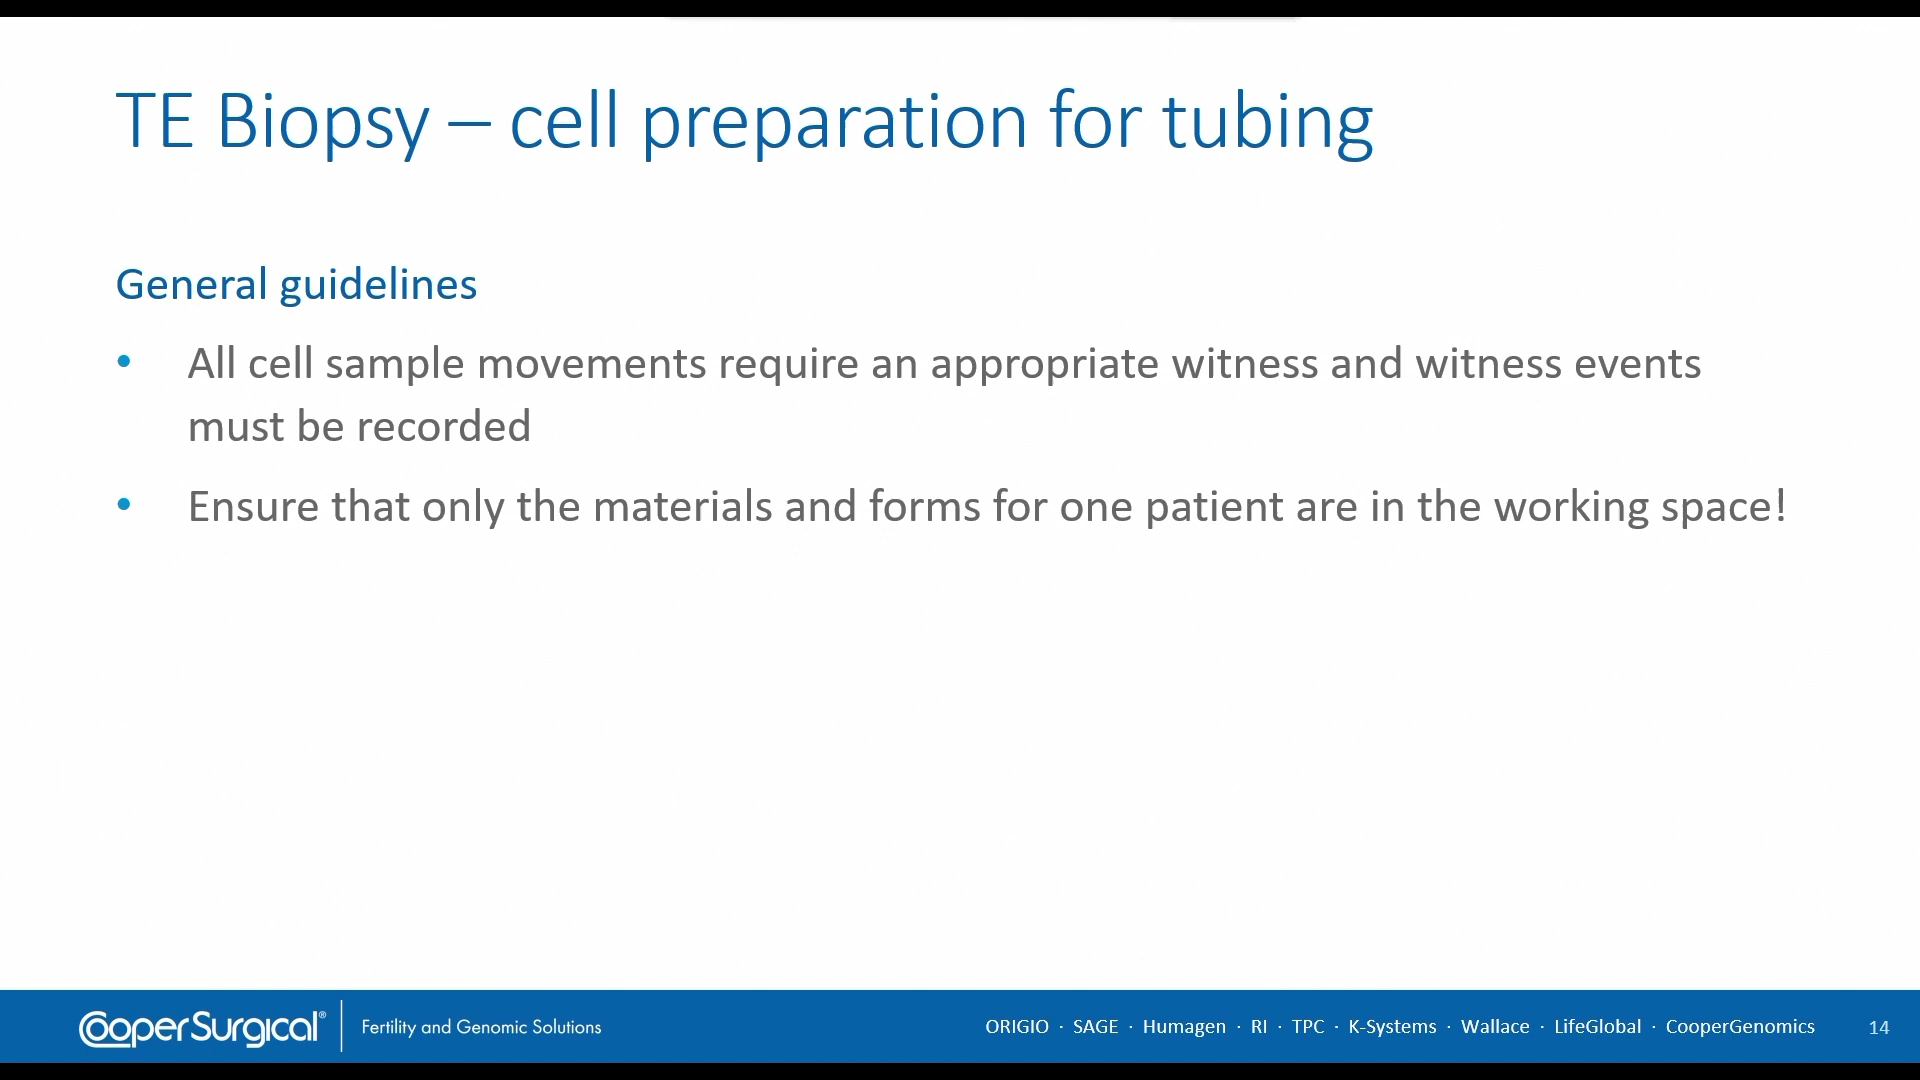 TE Biopsy – cell preparation for tubing
General guidelines
• All cell sample movements require an appropriate witness and witness events
must be recorded
• Ensure that only the materials and forms for one patient are in the working space!
CooperSurgical® Fertility and Genomic Solutions ORIGIO · SAGE · Humagen · RI · TPC · K-Systems · Wallace · LifeGlobal · CooperGenomics 14